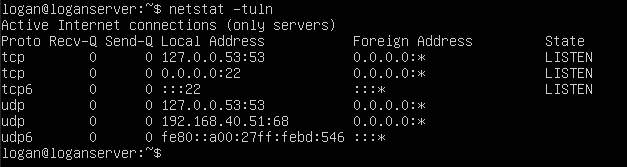 logan@loganserver:~$ netstat -tuln
Active Internet connections (only servers)
Proto Recv-Q Send-Q Local Address           Foreign Address         State
tcp        0      0 127.0.0.53:53           0.0.0.0:*               LISTEN
tcp        0      0 0.0.0.0:22              0.0.0.0:*               LISTEN
tcp6       0      0 :::22                   :::*                    LISTEN
udp        0      0 127.0.0.53:53           0.0.0.0:*
udp        0      0 192.168.40.51:68        0.0.0.0:*
udp6       0      0 fe80::a00:27ff:febd:546 :::*
logan@loganserver:~$